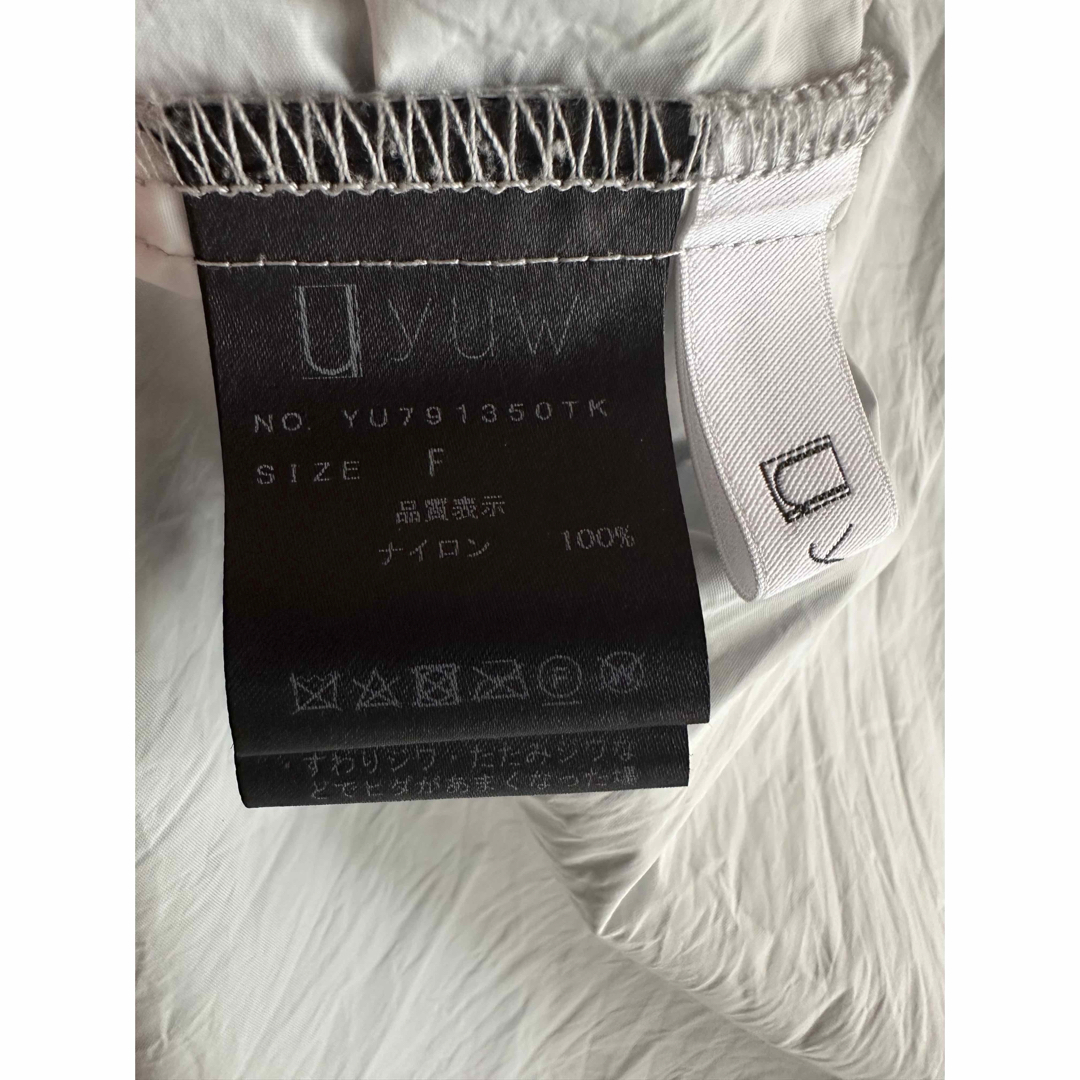 yuw
NO. YU791350TK
SIZE F
品質表示
ナイロン 100%
F
・すわりジワ・たたみジワな
どでヒダがあまくなった場
y